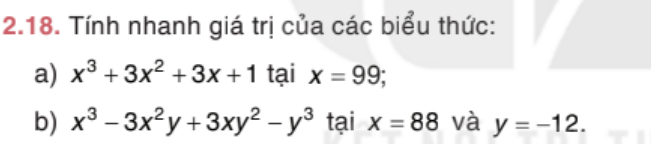 2.18. Tính nhanh giá trị của các biểu thức:
a) x³ + 3x² + 3x + 1 tại x = 99;
b) x³ − 3x²y + 3xy² − y³ tại x = 88 và y = −12.